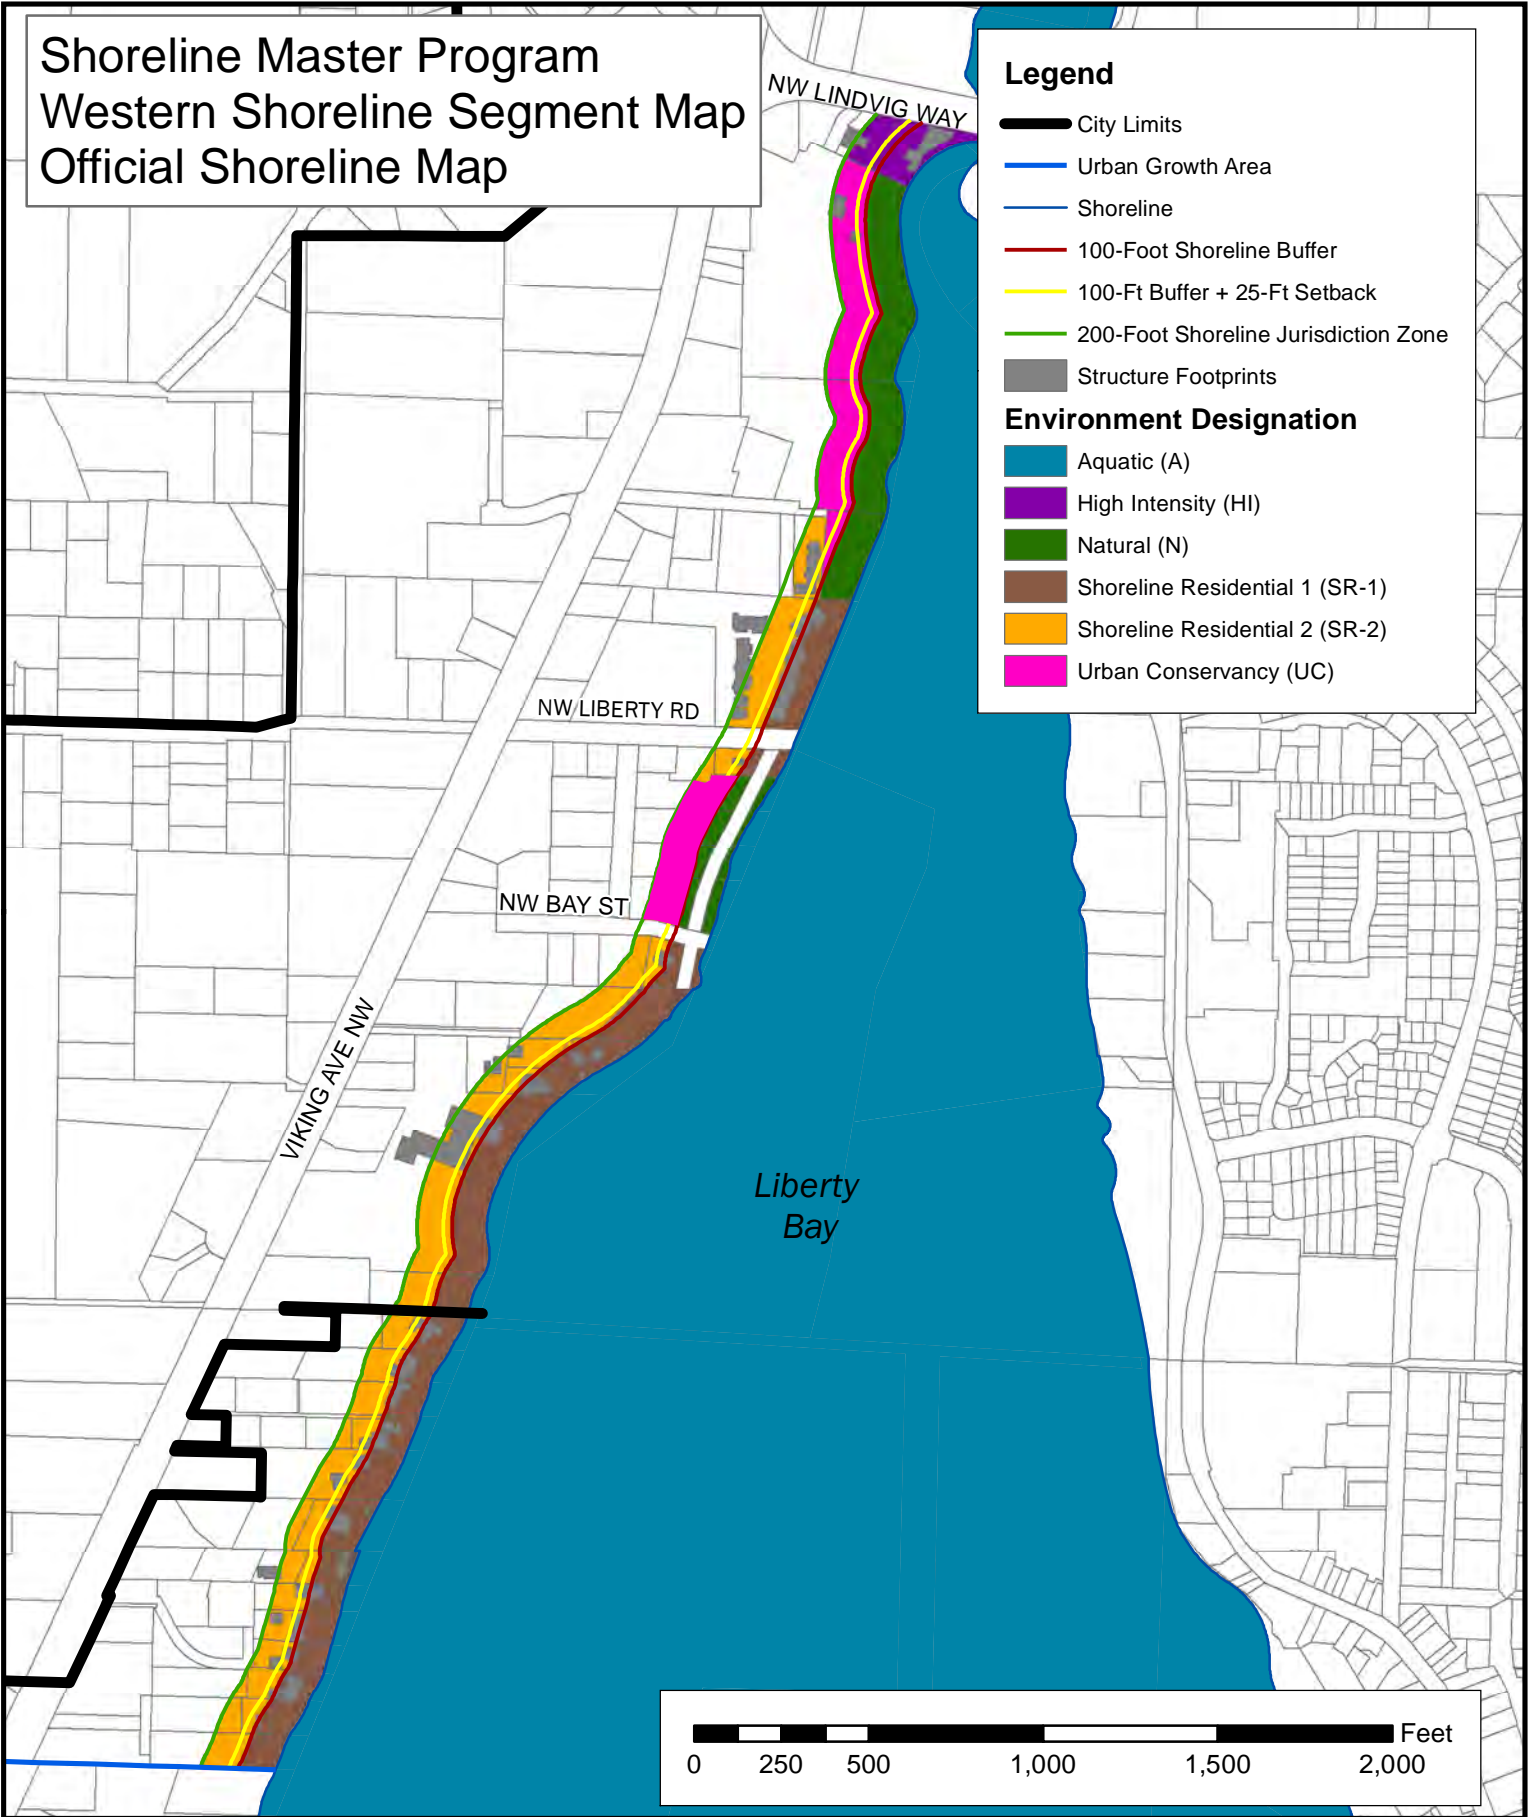 Shoreline Master Program
Western Shoreline Segment Map
Official Shoreline Map
NW LINDVIG WAY
Legend
City Limits
Urban Growth Area
Shoreline
100-Foot Shoreline Buffer
100-Ft Buffer + 25-Ft Setback
200-Foot Shoreline Jurisdiction Zone
Structure Footprints
Environment Designation
Aquatic (A)
High Intensity (HI)
Natural (N)
Shoreline Residential 1 (SR-1)
Shoreline Residential 2 (SR-2)
Urban Conservancy (UC)
NW LIBERTY RD
NW BAY ST
VIKING AVE NW
Liberty
Bay
Feet
0 250 500 1,000 1,500 2,000